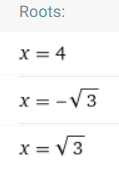 Roots:
x = 4
x = -√3
x = √3